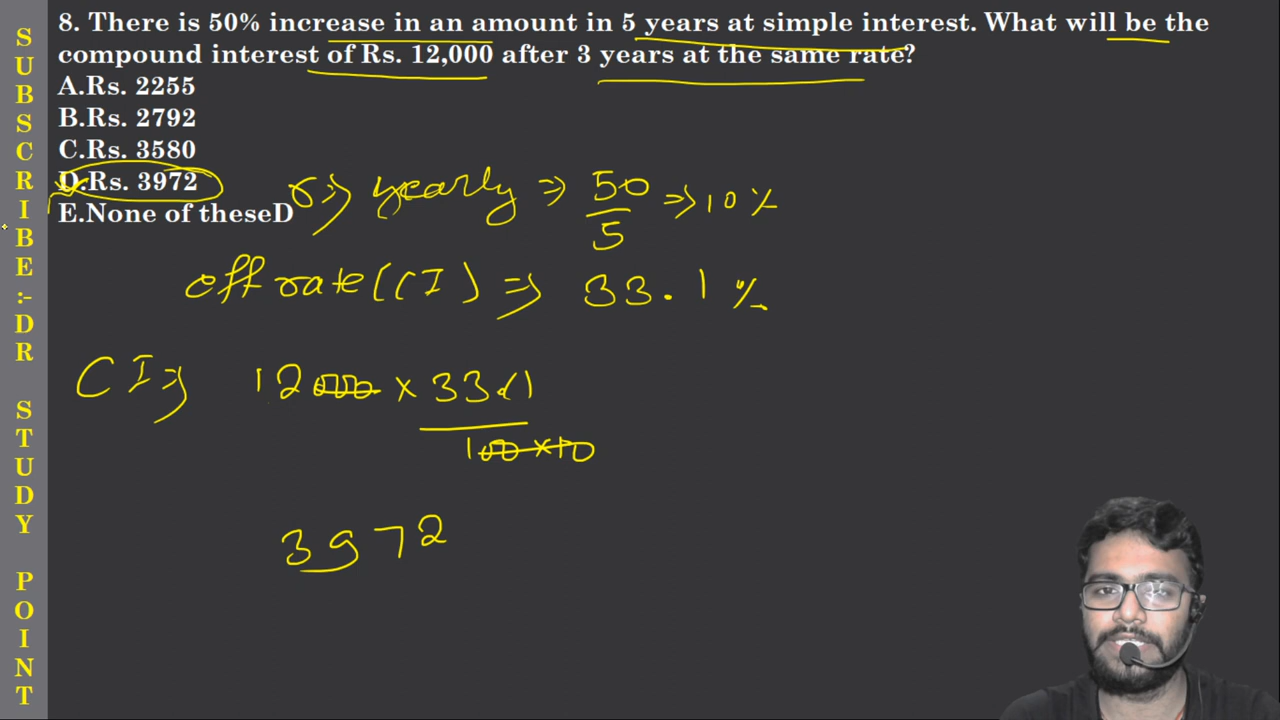 8. There is 50% increase in an amount in 5 years at simple interest. What will be the
compound interest of Rs. 12,000 after 3 years at the same rate?
A.Rs. 2255
B.Rs. 2792
C.Rs. 3580
D.Rs. 3972
E.None of theseD
r => yearly => 50/5 => 10%
eff rate (CI) => 33.1%
CI => 12000 × 331
100×10
3972
SUBSCRIBE:-DR STUDY POINT